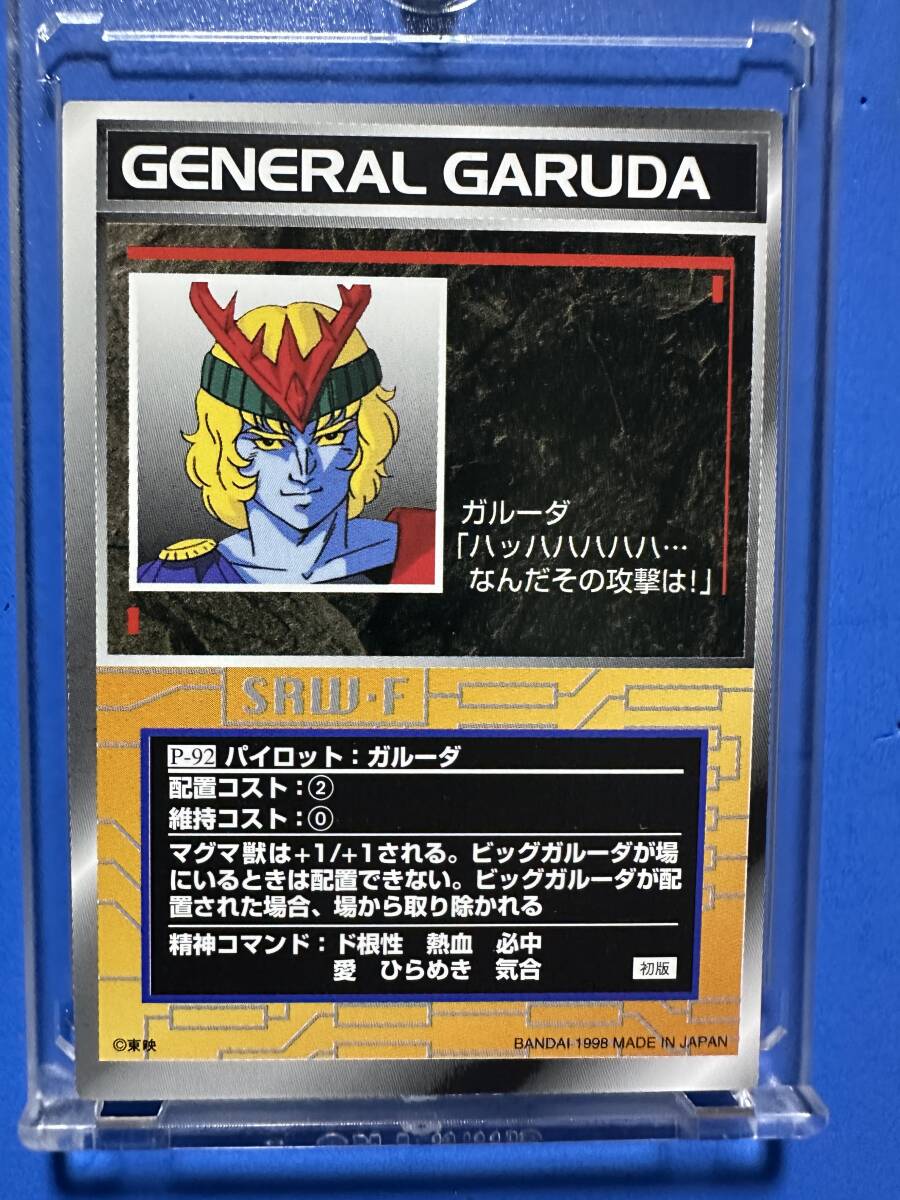 GENERAL GARUDA
ガルーダ
「ハッハハハハハ…
なんだその攻撃は!」
SRW·F
P-92 パイロット：ガルーダ
配置コスト：②
維持コスト：⓪
マグマ獣は+1/+1される。ビッグガルーダが場
にいるときは配置できない。ビッグガルーダが配
置された場合、場から取り除かれる
精神コマンド：ド根性 熱血 必中
愛 ひらめき 気合
初版
©東映
BANDAI 1998 MADE IN JAPAN